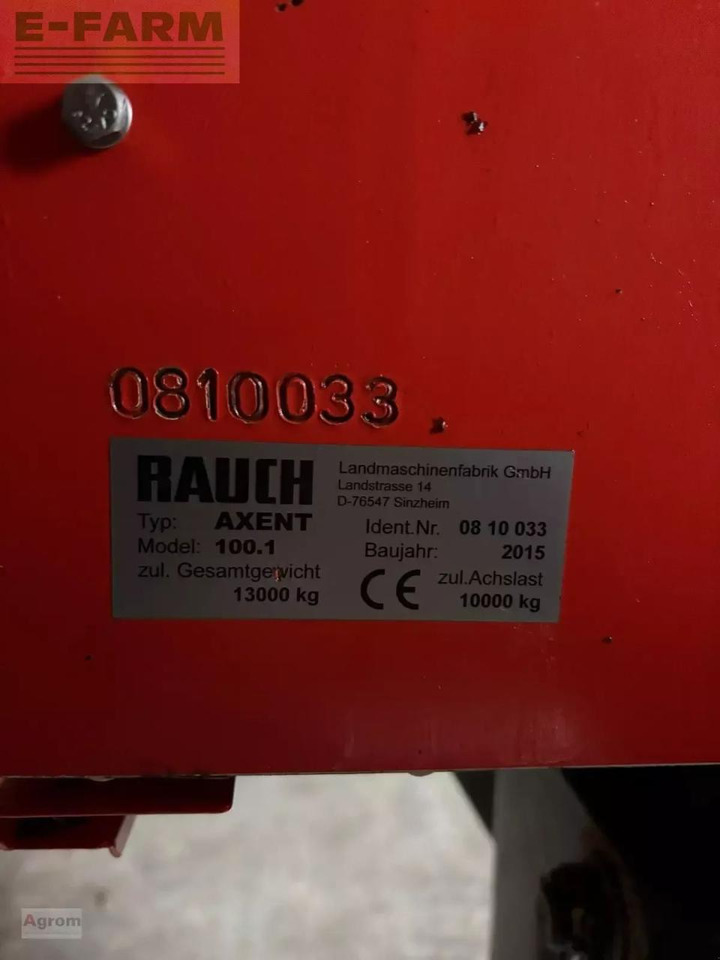 E-FARM
0810033
RAUCH
Landmaschinenfabrik GmbH
Landstrasse 14
D-76547 Sinzheim
Typ: AXENT
Ident.Nr. 08 10 033
Model: 100.1
Baujahr: 2015
zul. Gesamtgewicht
13000 kg
CE
zul.Achslast
10000 kg
Agrom